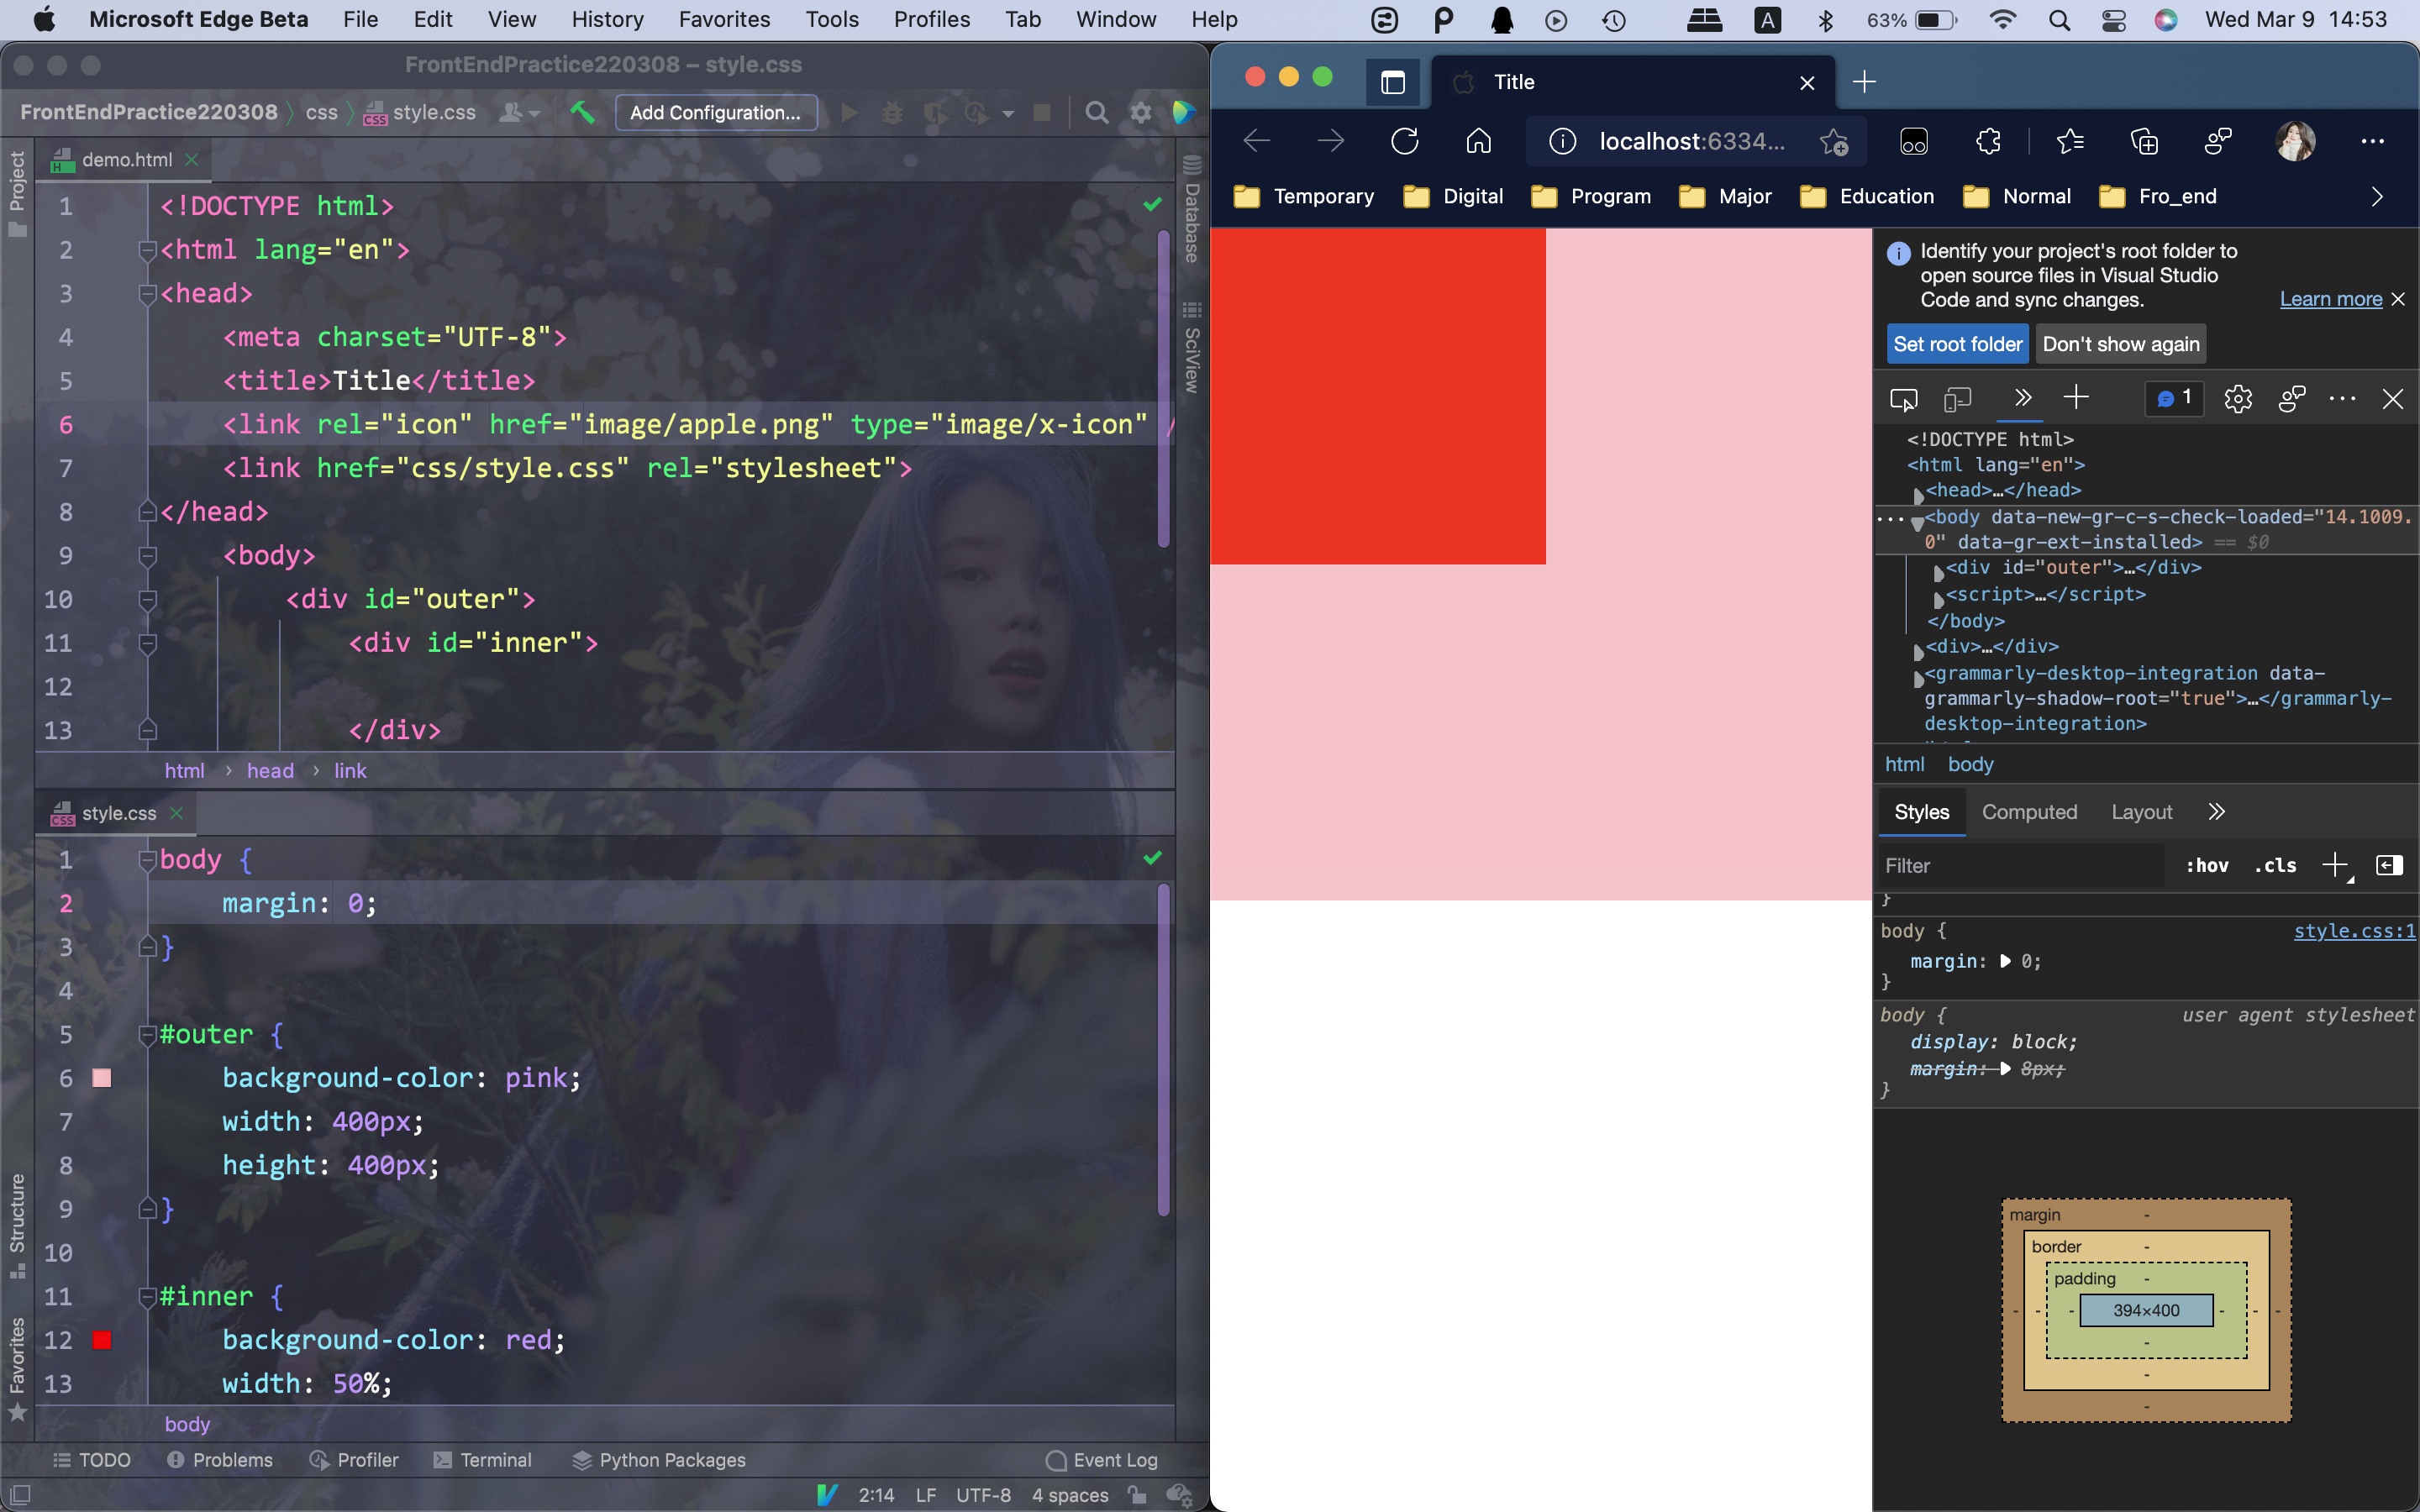 Microsoft Edge Beta File Edit View History Favorites Tools Profiles Tab Window Help 63% Wed Mar 9 14:53
FrontEndPractice220308 – style.css
FrontEndPractice220308 css style.css Add Configuration...
Project
demo.html
1 <!DOCTYPE html>
2 <html lang="en">
3 <head>
4 <meta charset="UTF-8">
5 <title>Title</title>
6 <link rel="icon" href="image/apple.png" type="image/x-icon" /
7 <link href="css/style.css" rel="stylesheet">
8 </head>
9 <body>
10 <div id="outer">
11 <div id="inner">
12
13 </div>
html › head › link
Database
SciView
style.css
1 body {
2 margin: 0;
3 }
4
5 #outer {
6 background-color: pink;
7 width: 400px;
8 height: 400px;
9 }
10
11 #inner {
12 background-color: red;
13 width: 50%;
body
Structure
Favorites
TODO Problems Profiler Terminal Python Packages Event Log
2:14 LF UTF-8 4 spaces
Title
localhost:6334...
Temporary Digital Program Major Education Normal Fro_end
Identify your project's root folder to
open source files in Visual Studio
Code and sync changes.
Learn more
Set root folder Don't show again
1
<!DOCTYPE html>
<html lang="en">
<head>…</head>
<body data-new-gr-c-s-check-loaded="14.1009.
0" data-gr-ext-installed> == $0
<div id="outer">…</div>
<script>…</script>
</body>
<div>…</div>
<grammarly-desktop-integration data-
grammarly-shadow-root="true">…</grammarly-
desktop-integration>
html body
Styles Computed Layout
Filter :hov .cls
}
body { style.css:1
margin: 0;
}
body { user agent stylesheet
display: block;
margin: 8px;
}
margin -
border -
padding -
- - - 394×400 - - -
-
-
-